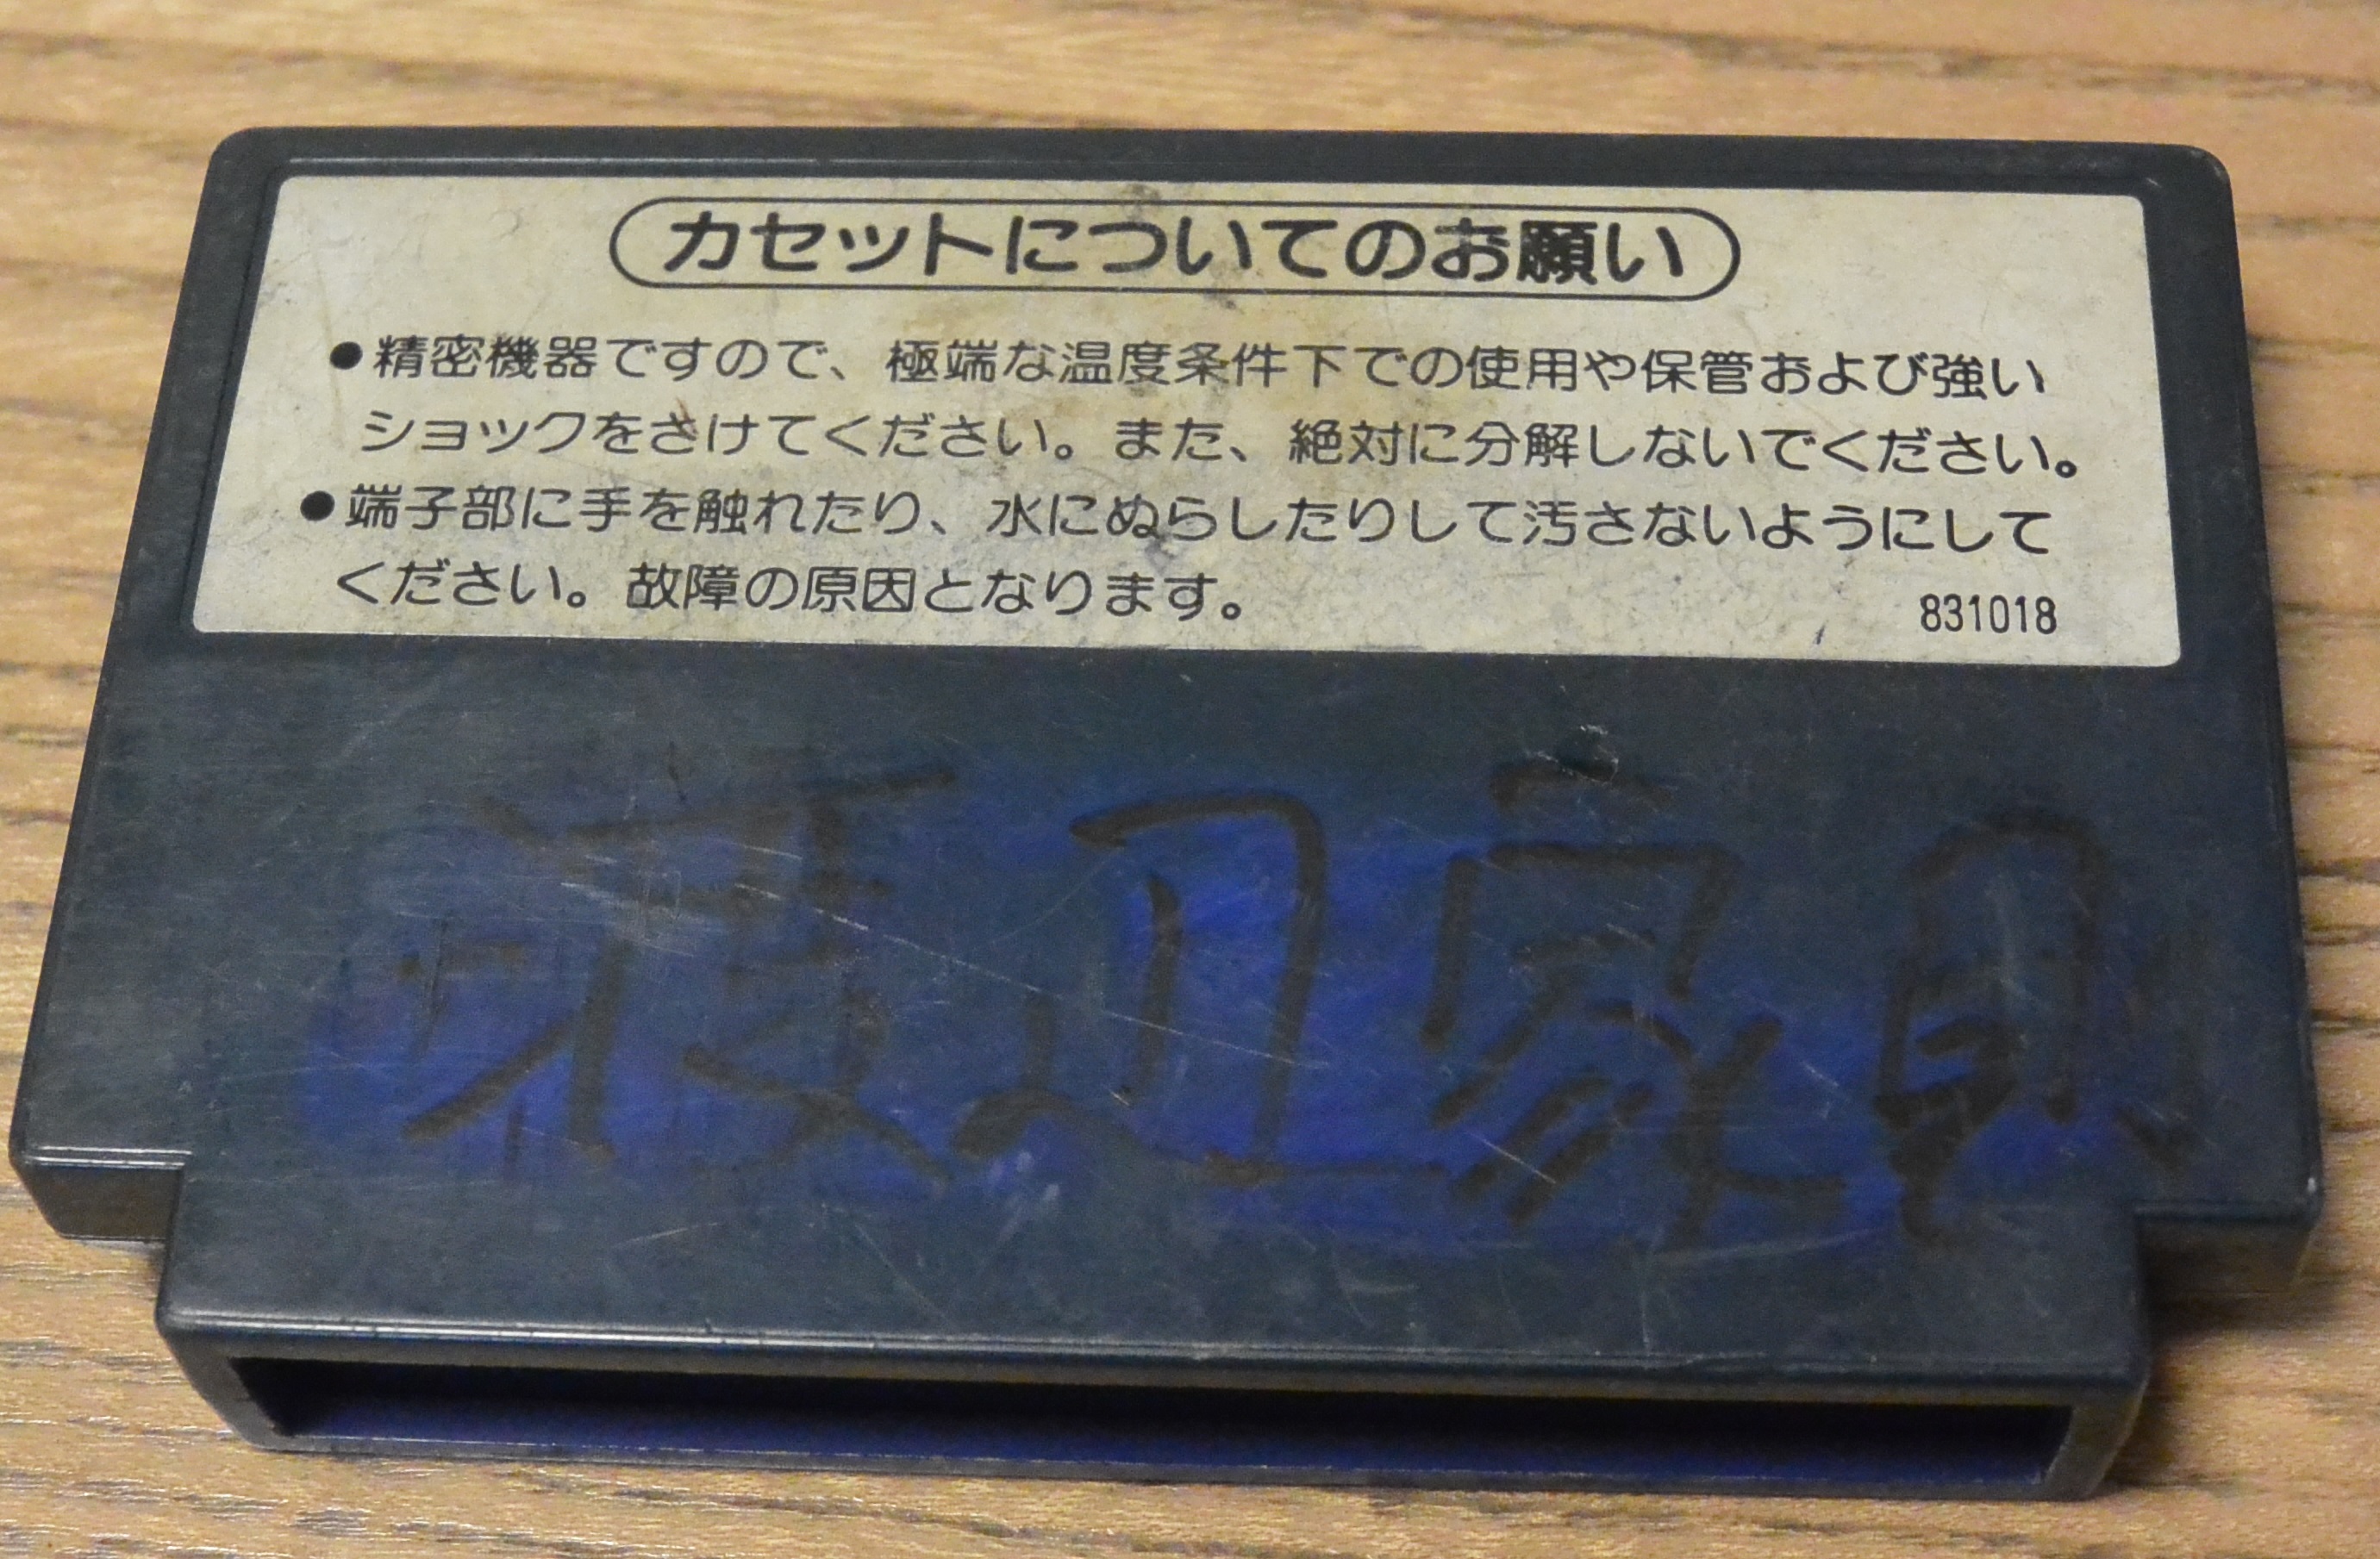 カセットについてのお願い
●精密機器ですので、極端な温度条件下での使用や保管および強い
ショックをさけてください。また、絶対に分解しないでください。
●端子部に手を触れたり、水にぬらしたりして汚さないようにして
ください。故障の原因となります。
831018